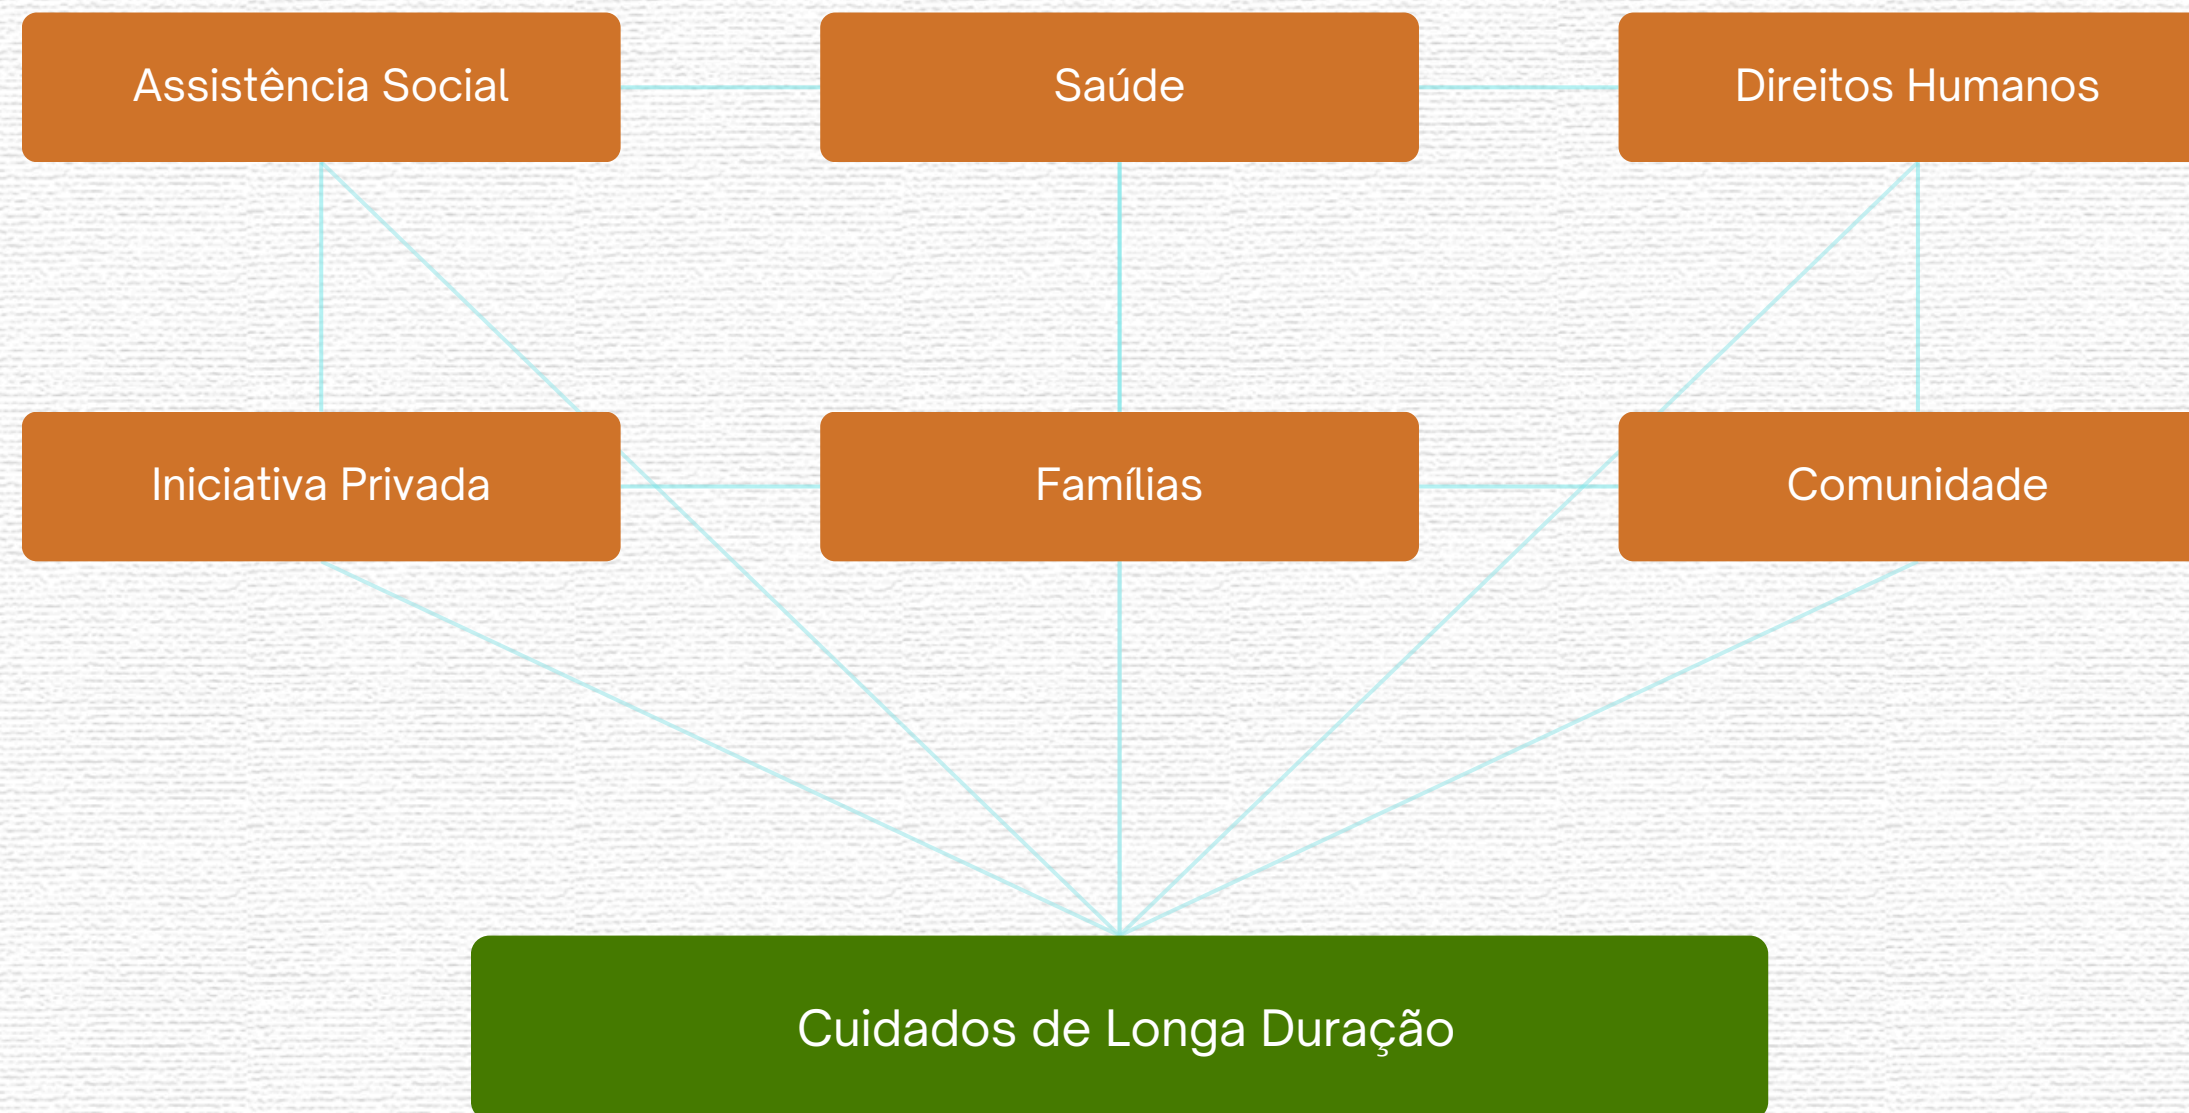 Assistência Social
Saúde
Direitos Humanos
Iniciativa Privada
Famílias
Comunidade
Cuidados de Longa Duração